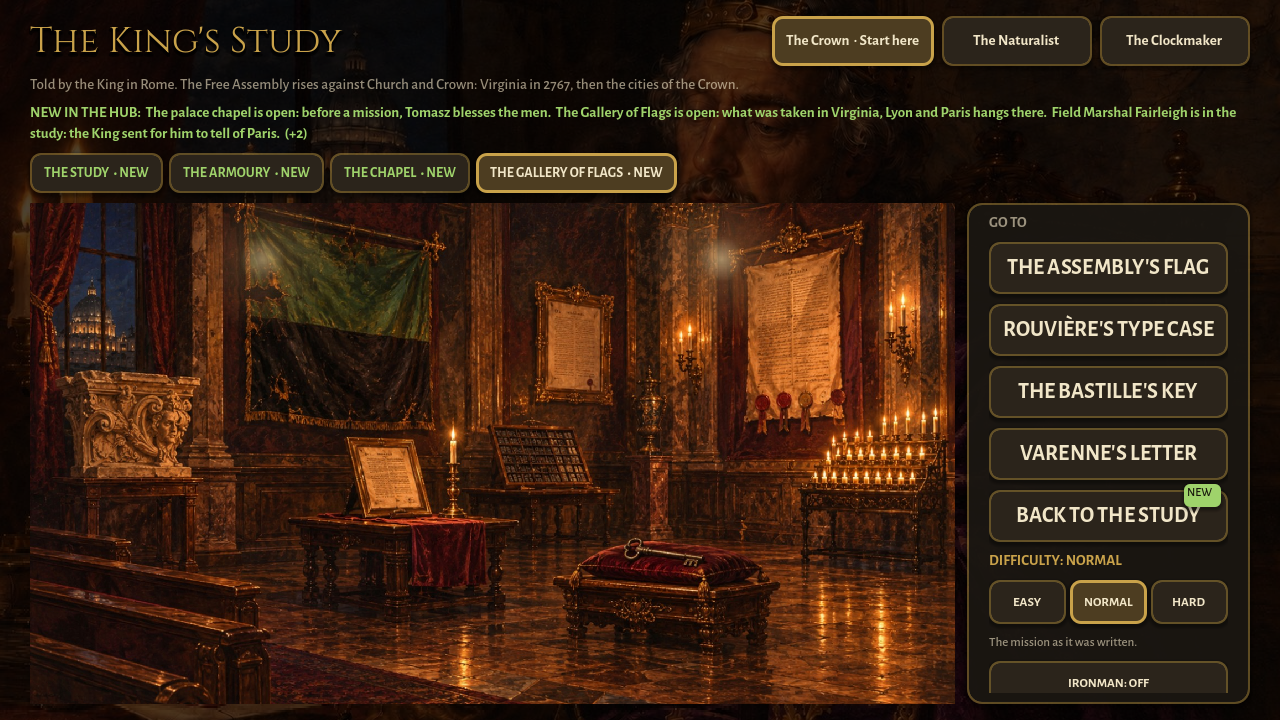 THE KING'S STUDY
The Crown · Start here
The Naturalist
The Clockmaker
Told by the King in Rome. The Free Assembly rises against Church and Crown: Virginia in 2767, then the cities of the Crown.
NEW IN THE HUB: The palace chapel is open: before a mission, Tomasz blesses the men. The Gallery of Flags is open: what was taken in Virginia, Lyon and Paris hangs there. Field Marshal Fairleigh is in the
study: the King sent for him to tell of Paris. (+2)
THE STUDY · NEW
THE ARMOURY · NEW
THE CHAPEL · NEW
THE GALLERY OF FLAGS · NEW
GO TO
THE ASSEMBLY'S FLAG
ROUVIÈRE'S TYPE CASE
THE BASTILLE'S KEY
VARENNE'S LETTER
NEW
BACK TO THE STUDY
DIFFICULTY: NORMAL
EASY
NORMAL
HARD
The mission as it was written.
IRONMAN: OFF